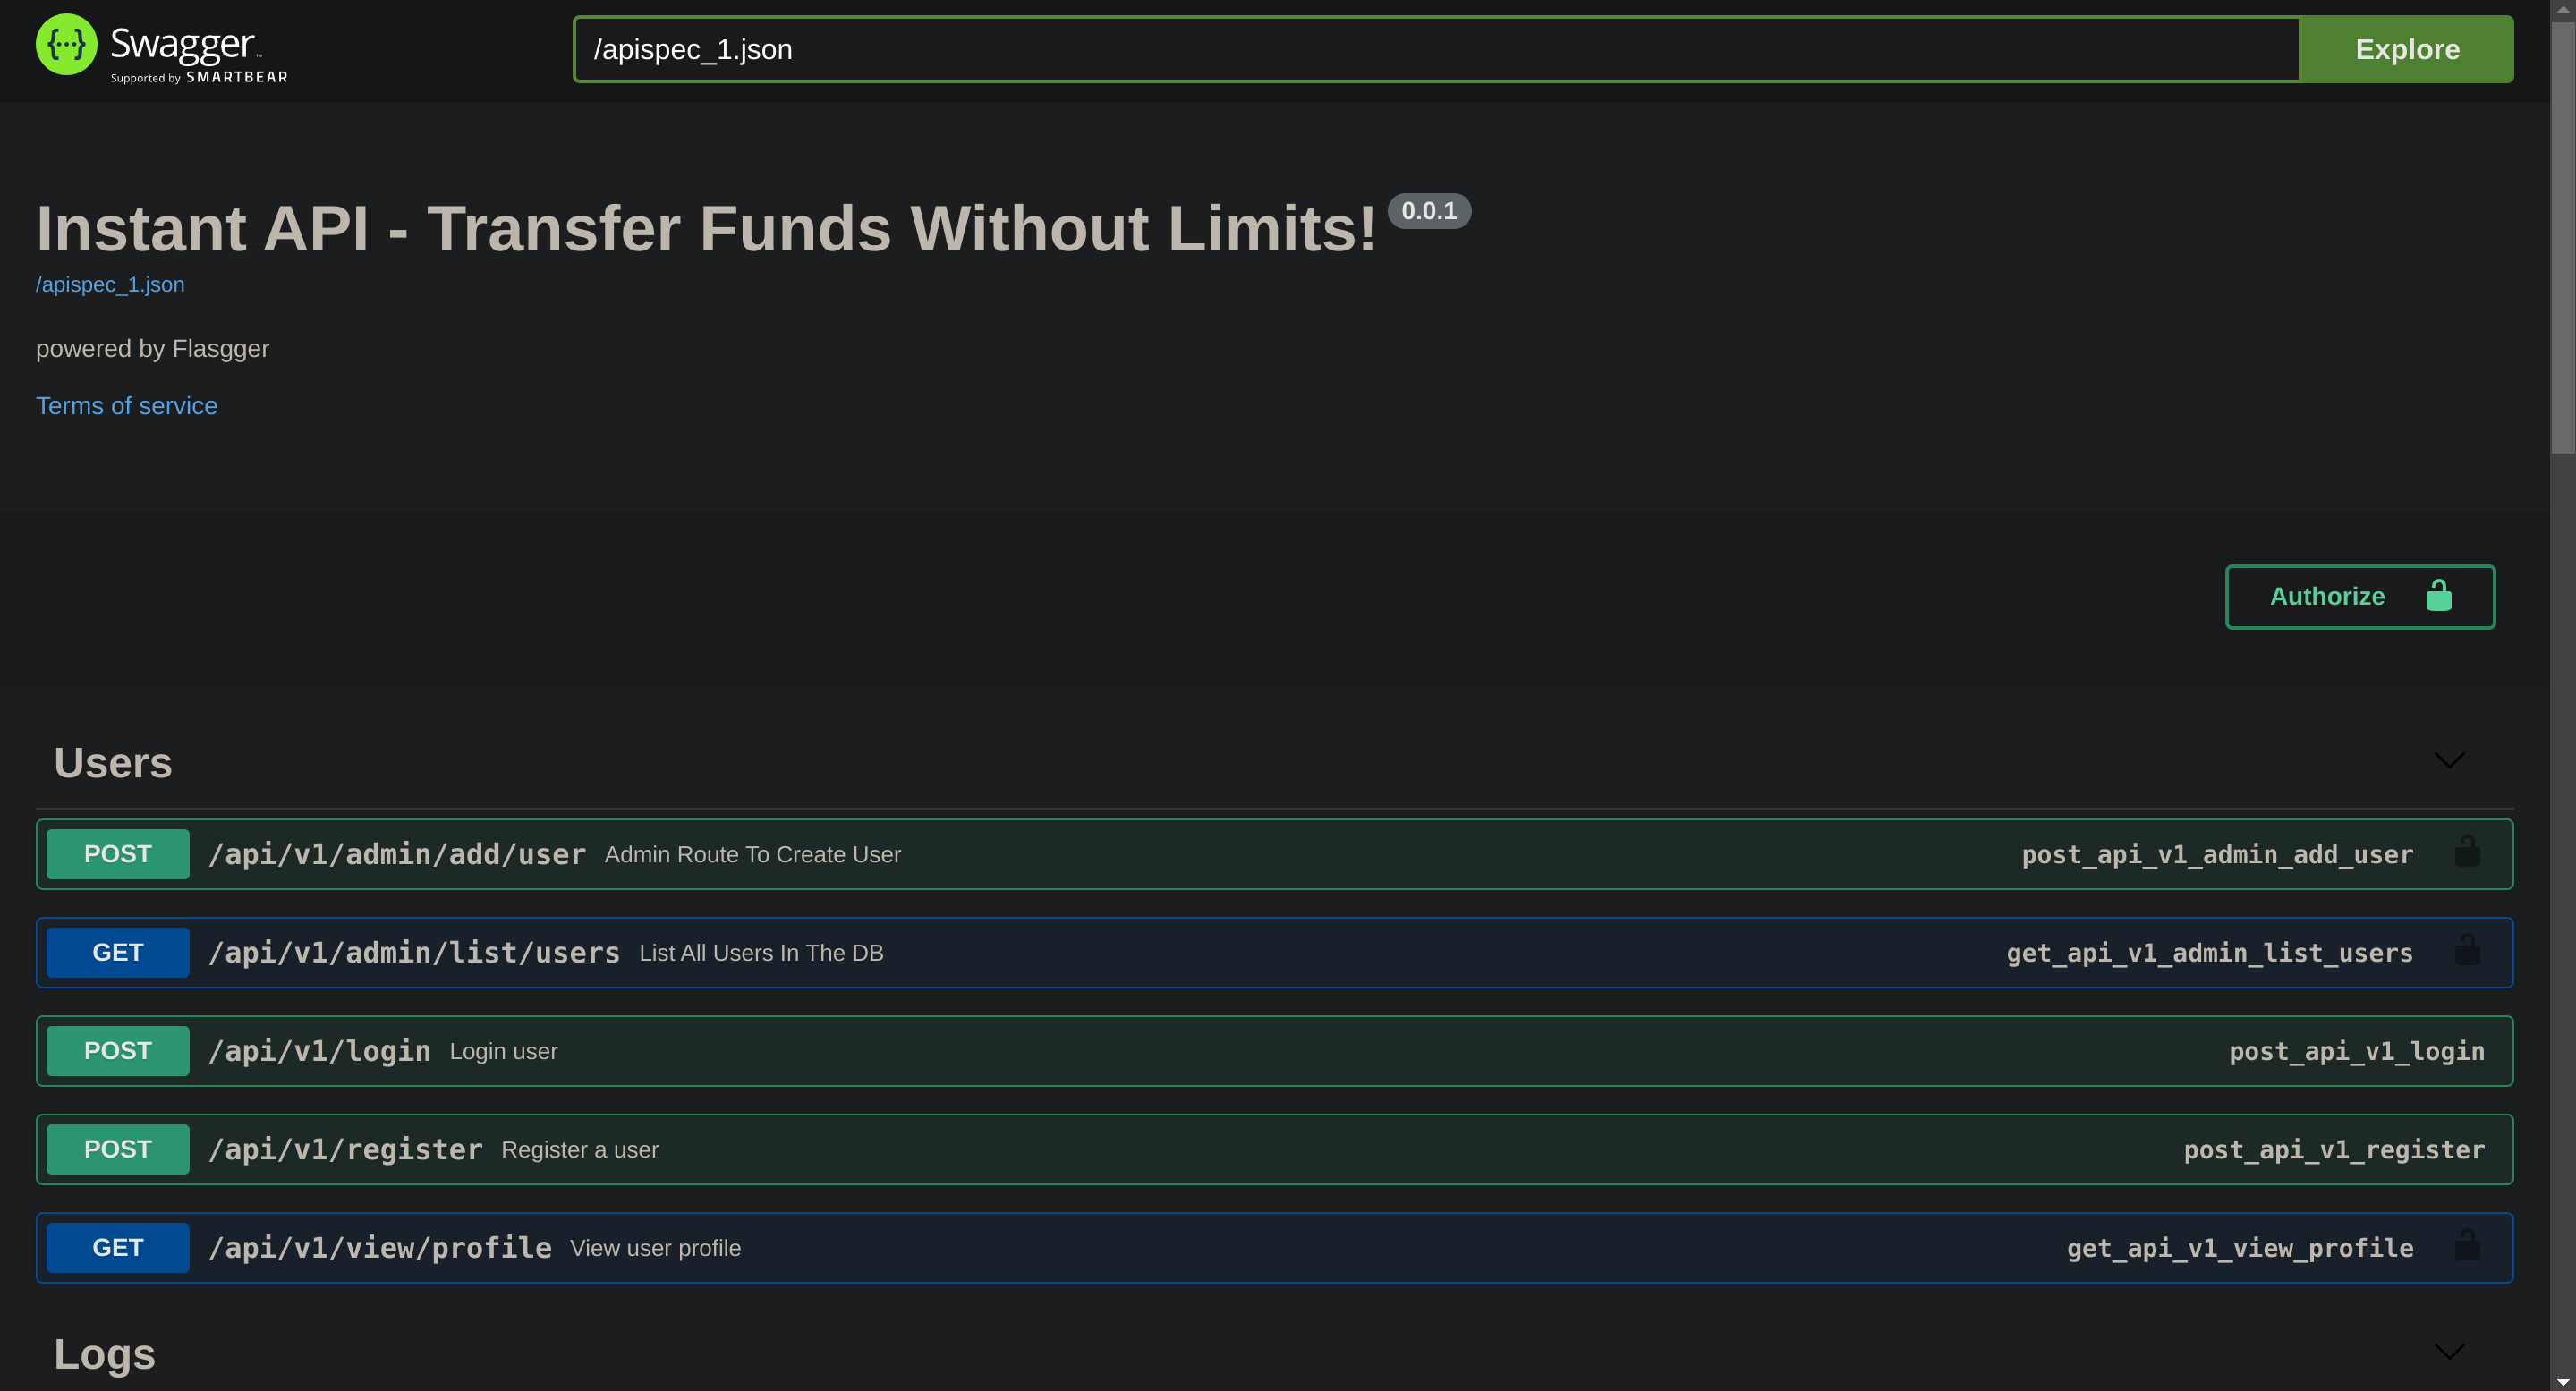 Swagger™
Supported by SMARTBEAR
/apispec_1.json
Explore
Instant API - Transfer Funds Without Limits! 0.0.1
/apispec_1.json
powered by Flasgger
Terms of service
Authorize
Users
POST /api/v1/admin/add/user Admin Route To Create User post_api_v1_admin_add_user
GET /api/v1/admin/list/users List All Users In The DB get_api_v1_admin_list_users
POST /api/v1/login Login user post_api_v1_login
POST /api/v1/register Register a user post_api_v1_register
GET /api/v1/view/profile View user profile get_api_v1_view_profile
Logs